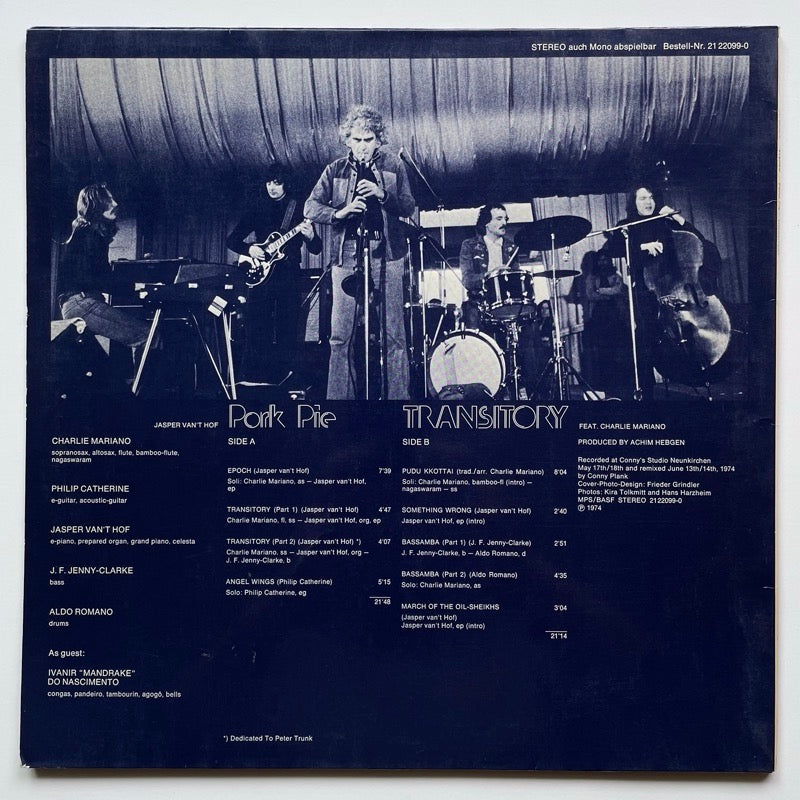 STEREO auch Mono abspielbar Bestell-Nr. 21 22099-0
JASPER VAN'T HOF Pork Pie TRANSITORY FEAT. CHARLIE MARIANO
CHARLIE MARIANO
sopranosax, altosax, flute, bamboo-flute,
nagaswaram
PHILIP CATHERINE
e-guitar, acoustic-guitar
JASPER VAN'T HOF
e-piano, prepared organ, grand piano, celesta
J. F. JENNY-CLARKE
bass
ALDO ROMANO
drums
As guest:
IVANIR "MANDRAKE"
DO NASCIMENTO
congas, pandeiro, tambourin, agogô, bells
SIDE A
EPOCH (Jasper van't Hof) 7'39
Soli: Charlie Mariano, as – Jasper van't Hof,
ep
TRANSITORY (Part 1) (Jasper van't Hof) 4'47
Charlie Mariano, fl, ss – Jasper van't Hof, org, ep
TRANSITORY (Part 2) (Jasper van't Hof) *) 4'07
Charlie Mariano, ss – Jasper van't Hof, org –
J. F. Jenny-Clarke, b
ANGEL WINGS (Philip Catherine) 5'15
Solo: Philip Catherine, eg
21'48
*) Dedicated To Peter Trunk
SIDE B
PUDU KKOTTAI (trad./arr. Charlie Mariano) 8'04
Soli: Charlie Mariano, bamboo-fl (intro) –
nagaswaram – ss
SOMETHING WRONG (Jasper van't Hof) 2'40
Jasper van't Hof, ep (intro)
BASSAMBA (Part 1) (J. F. Jenny-Clarke) 2'51
J. F. Jenny-Clarke, b – Aldo Romano, d
BASSAMBA (Part 2) (Aldo Romano) 4'35
Solo: Charlie Mariano, as
MARCH OF THE OIL-SHEIKHS 3'04
(Jasper van't Hof)
Jasper van't Hof, ep (intro)
21'14
PRODUCED BY ACHIM HEBGEN
Recorded at Conny's Studio Neunkirchen
May 17th/18th and remixed June 13th/14th, 1974
by Conny Plank
Cover-Photo-Design: Frieder Grindler
Photos: Kira Tolkmitt and Hans Harzheim
MPS/BASF STEREO 21 22099-0
℗ 1974